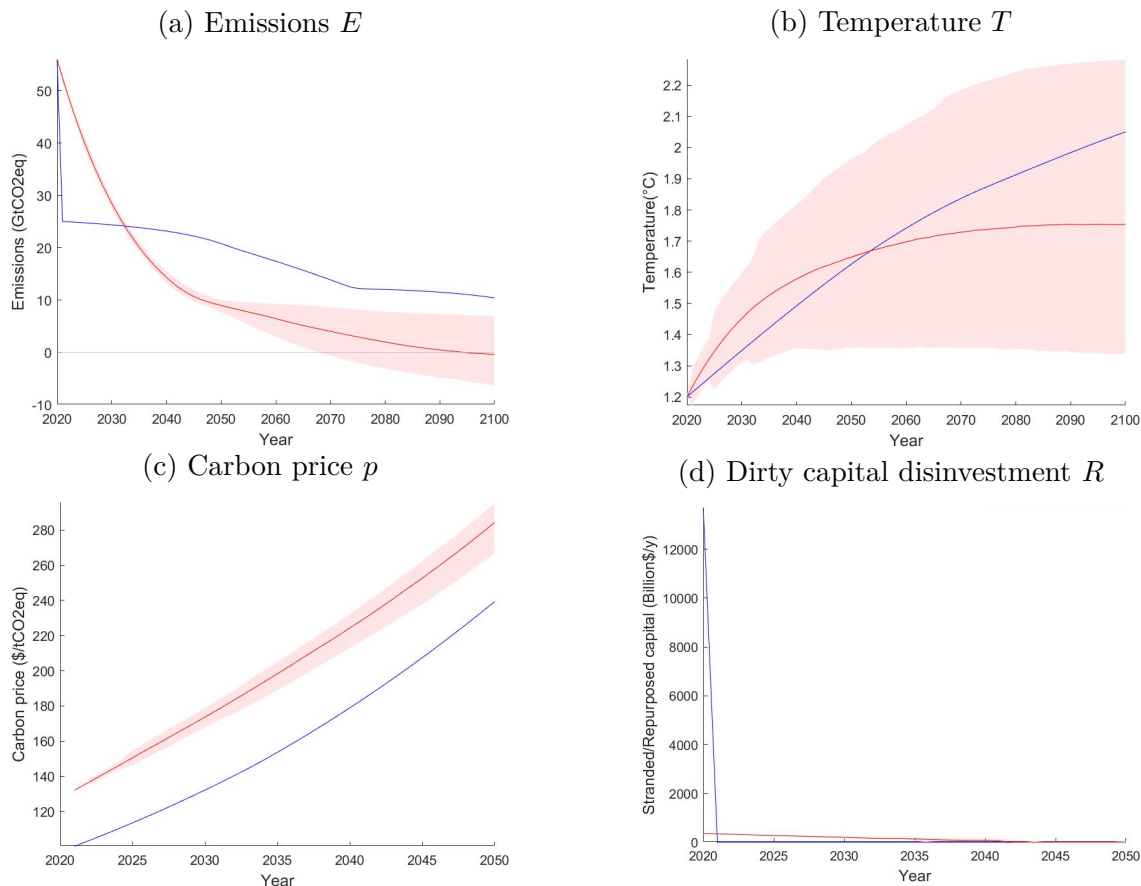 (a) Emissions E
Emissions (GtCO2eq)
50
40
30
20
10
0
-10
2020 2030 2040 2050 2060 2070 2080 2090 2100
Year
(b) Temperature T
Temperature(°C)
2.2
2.1
2
1.9
1.8
1.7
1.6
1.5
1.4
1.3
1.2
2020 2030 2040 2050 2060 2070 2080 2090 2100
Year
(c) Carbon price p
Carbon price ($/tCO2eq)
280
260
240
220
200
180
160
140
120
2020 2025 2030 2035 2040 2045 2050
Year
(d) Dirty capital disinvestment R
Stranded/Repurposed capital (Billion$/y)
12000
10000
8000
6000
4000
2000
0
2020 2025 2030 2035 2040 2045 2050
Year